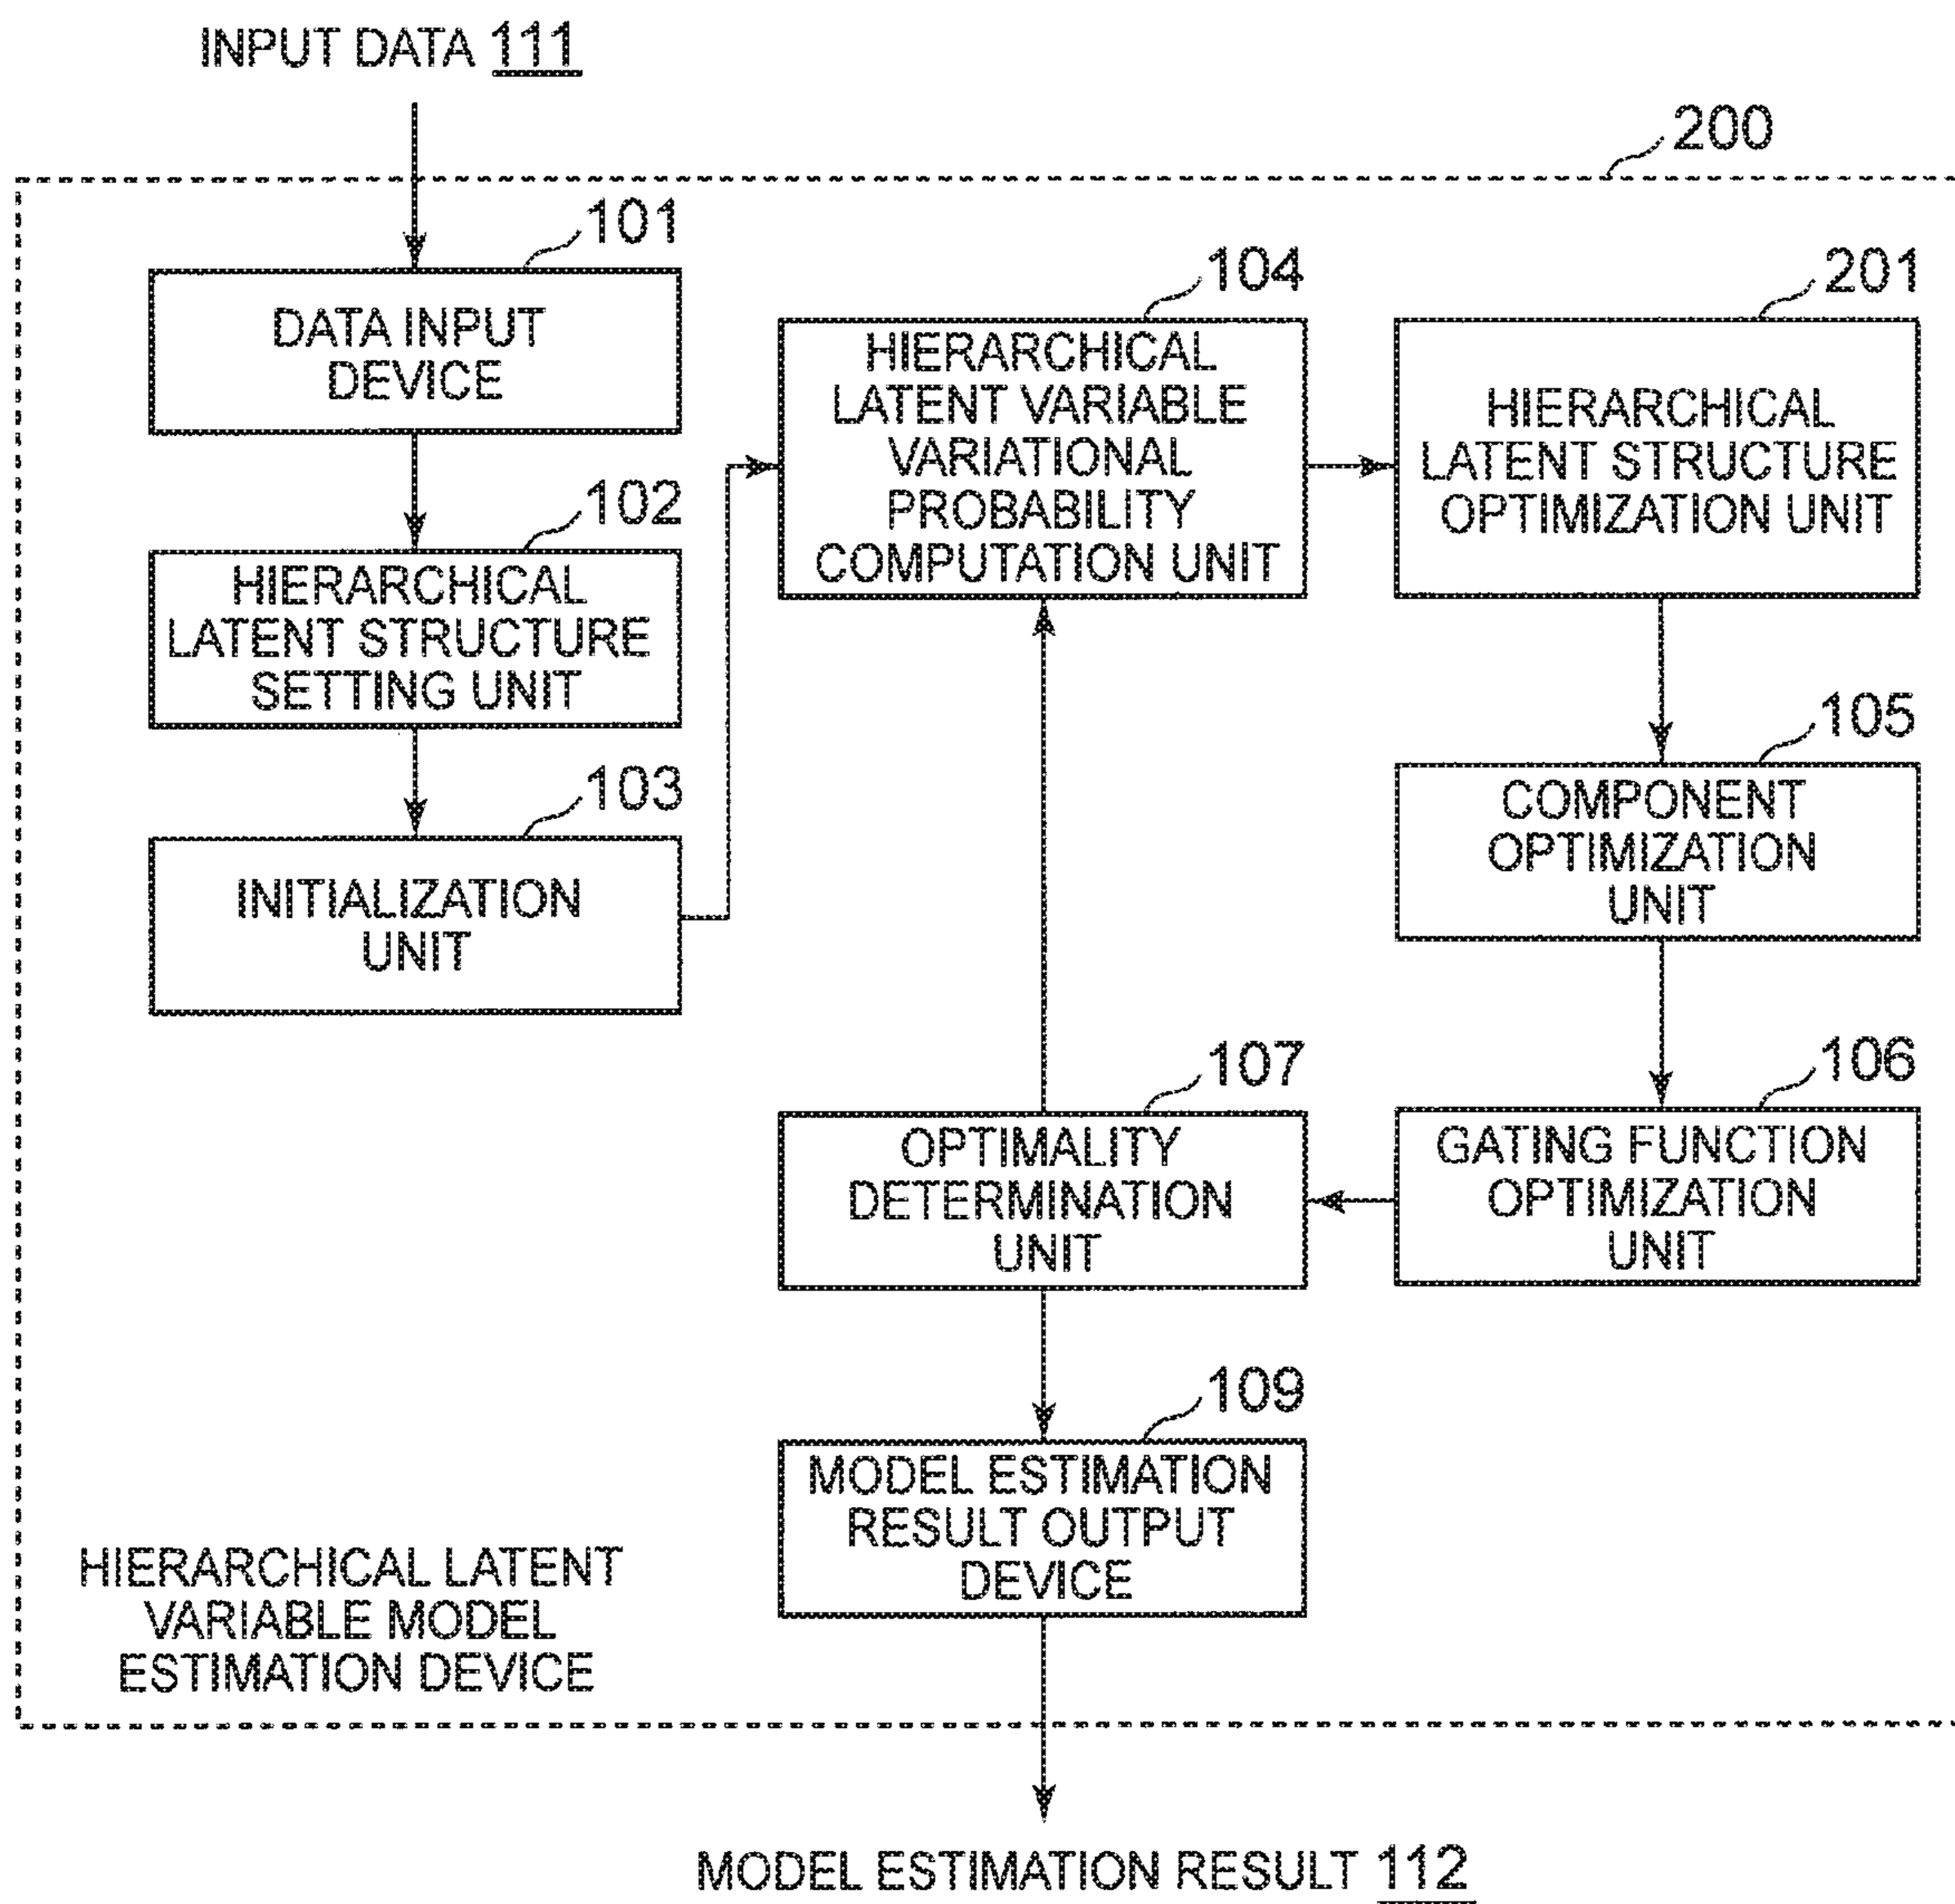 INPUT DATA 111
200
101
DATA INPUT
DEVICE
102
HIERARCHICAL
LATENT STRUCTURE
SETTING UNIT
103
INITIALIZATION
UNIT
104
HIERARCHICAL
LATENT VARIABLE
VARIATIONAL
PROBABILITY
COMPUTATION UNIT
201
HIERARCHICAL
LATENT STRUCTURE
OPTIMIZATION UNIT
105
COMPONENT
OPTIMIZATION
UNIT
106
GATING FUNCTION
OPTIMIZATION
UNIT
107
OPTIMALITY
DETERMINATION
UNIT
109
MODEL ESTIMATION
RESULT OUTPUT
DEVICE
HIERARCHICAL LATENT
VARIABLE MODEL
ESTIMATION DEVICE
MODEL ESTIMATION RESULT 112